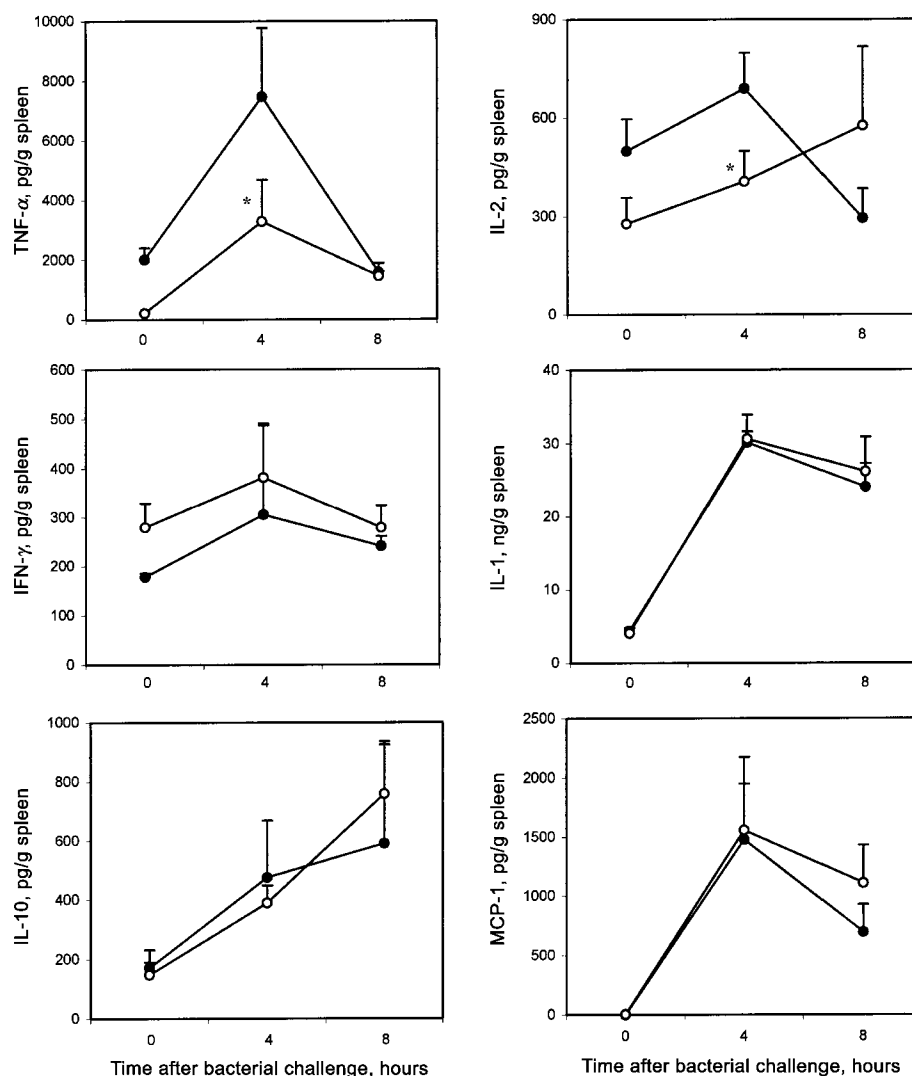 10000
8000
6000
4000
2000
0
TNF-α, pg/g spleen
*
0 4 8
900
600
300
0
IL-2, pg/g spleen
*
0 4 8
600
500
400
300
200
100
0
IFN-γ, pg/g spleen
0 4 8
40
30
20
10
0
IL-1, ng/g spleen
0 4 8
1000
800
600
400
200
0
IL-10, pg/g spleen
0 4 8
Time after bacterial challenge, hours
2500
2000
1500
1000
500
0
MCP-1, pg/g spleen
0 4 8
Time after bacterial challenge, hours